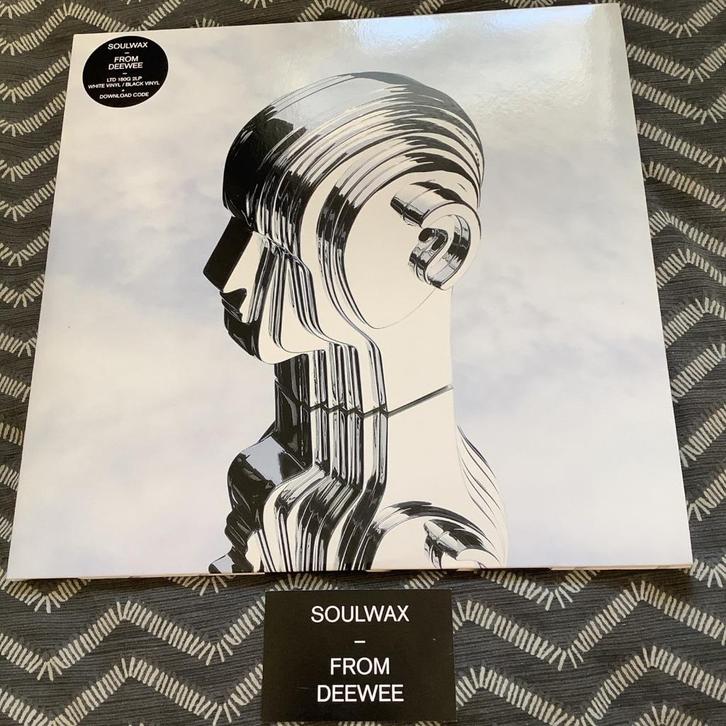 SOULWAX
–
FROM
DEEWEE
–
LTD 180G 2LP
WHITE VINYL / BLACK VINYL
–
DOWNLOAD CODE
SOULWAX
–
FROM
DEEWEE